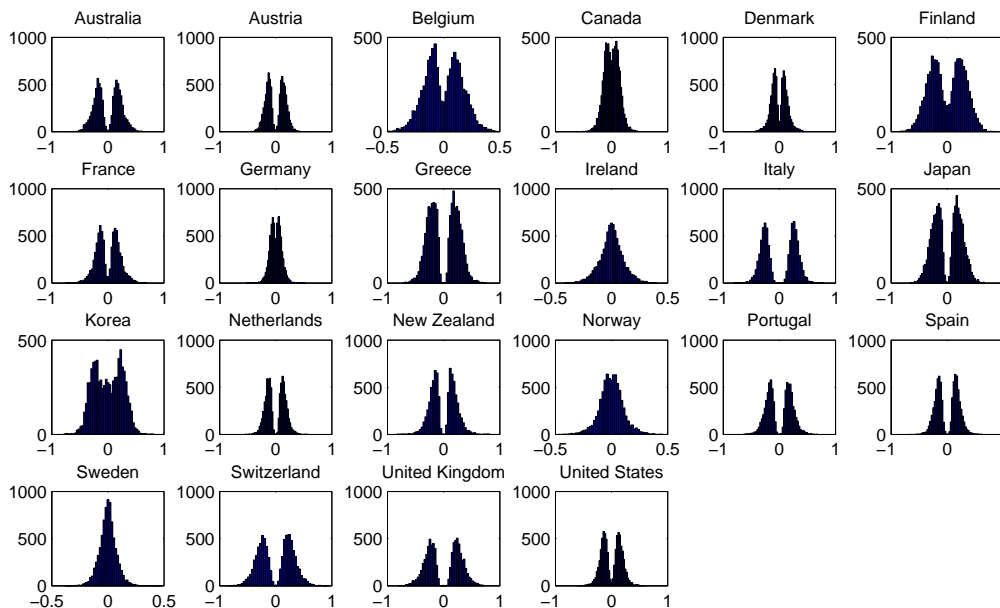 Australia Austria Belgium Canada Denmark Finland
1000 1000 500 500 1000 500
500 500 500
0 0 0 0 0 0
−1 0 1 −1 0 1 −0.5 0 0.5 −1 0 1 −1 0 1 −1 0 1
France Germany Greece Ireland Italy Japan
1000 1000 500 1000 1000 500
500 500 500 500
0 0 0 0 0 0
−1 0 1 −1 0 1 −1 0 1 −0.5 0 0.5 −1 0 1 −1 0 1
Korea Netherlands New Zealand Norway Portugal Spain
500 1000 1000 1000 1000 1000
500 500 500 500 500
0 0 0 0 0 0
−1 0 1 −1 0 1 −1 0 1 −0.5 0 0.5 −1 0 1 −1 0 1
Sweden Switzerland United Kingdom United States
1000 1000 1000 1000
500 500 500 500
0 0 0 0
−0.5 0 0.5 −1 0 1 −1 0 1 −1 0 1